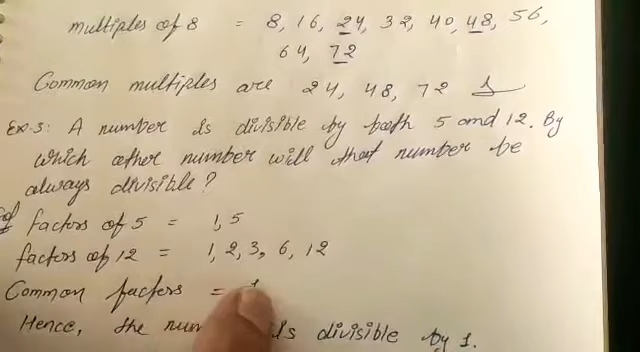 multiples of 8 = 8, 16, 24, 32, 40, 48, 56,
64, 72
Common multiples are 24, 48, 72
Ex-3: A number is divisible by both 5 and 12. By
which other number will that number be
always divisible?
Sol factors of 5 = 1, 5
factors of 12 = 1, 2, 3, 6, 12
Common factors = 1
Hence, the num is divisible by 1.